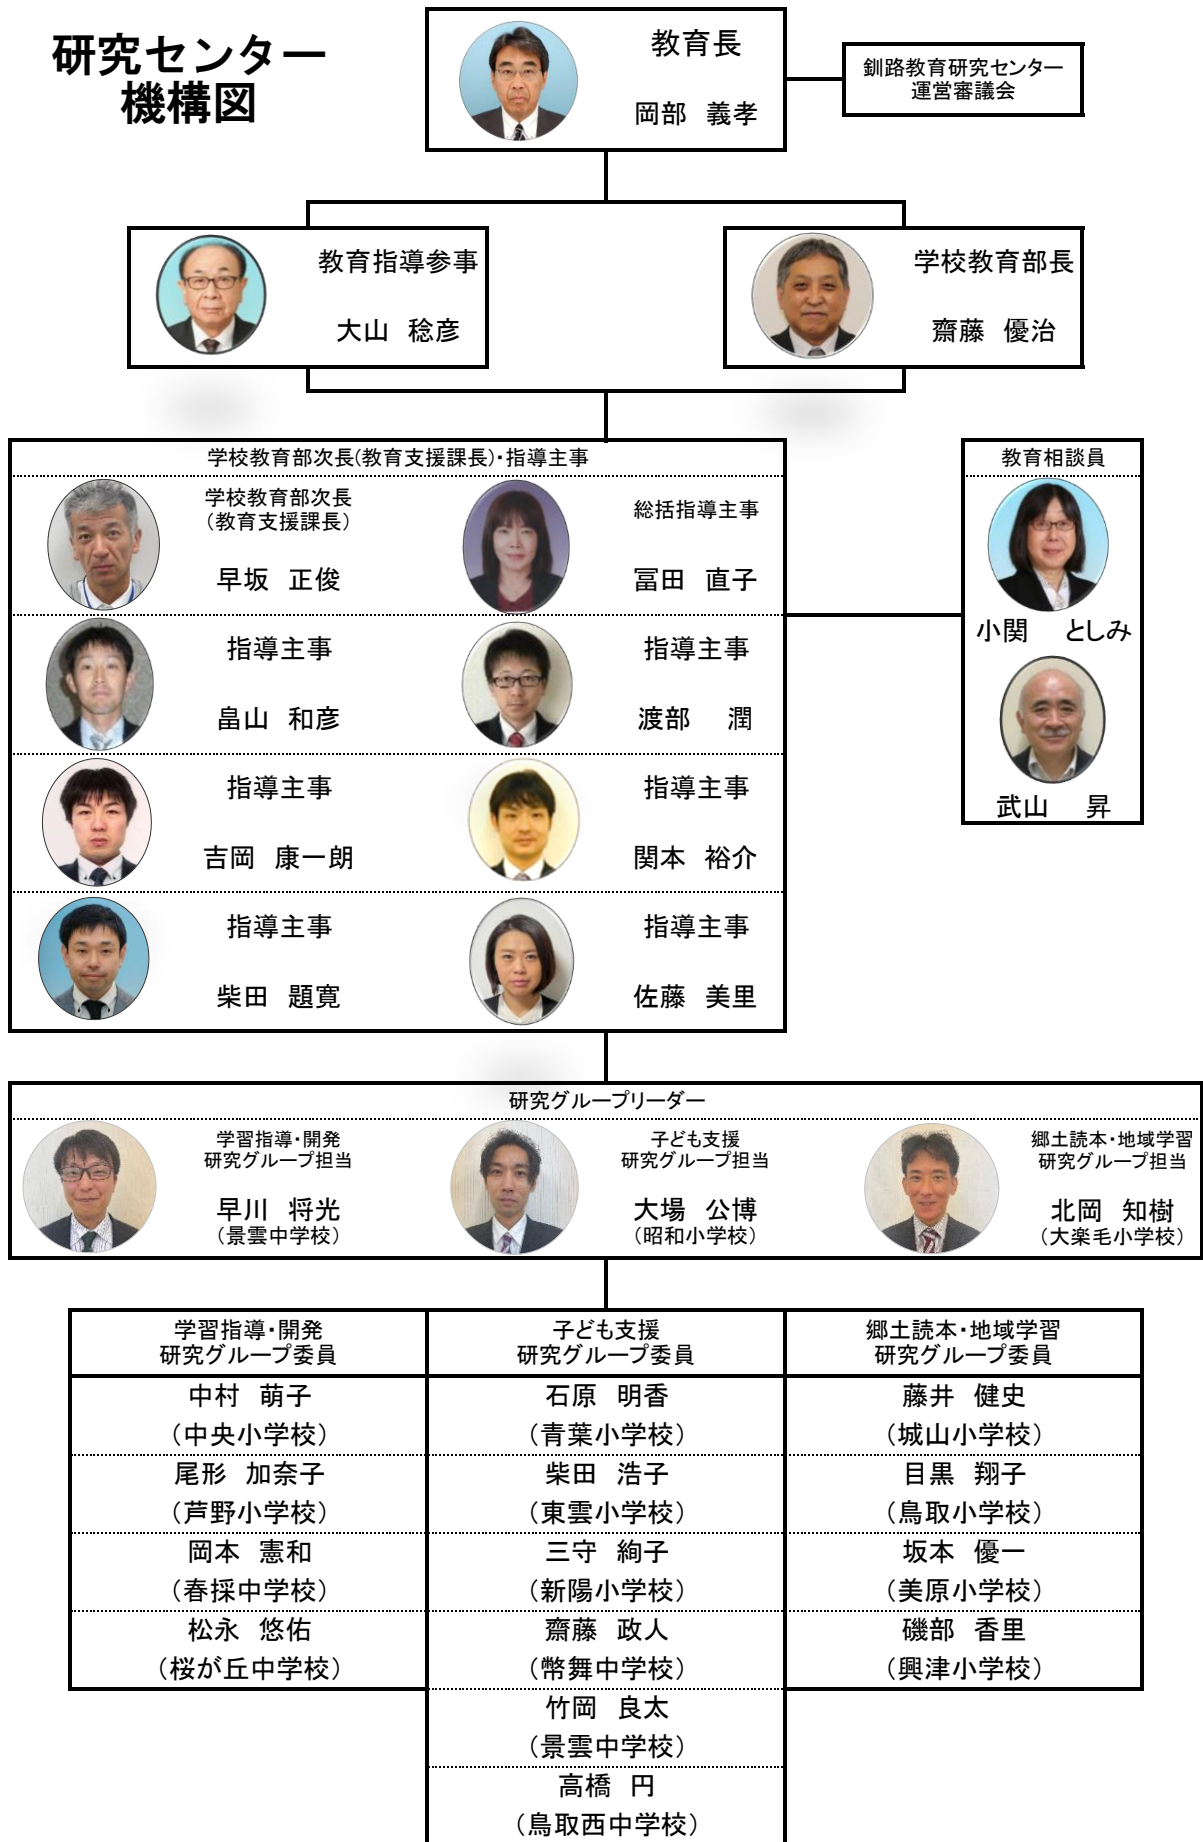 研究センター
機構図
教育長
岡部 義孝
釧路教育研究センター
運営審議会
教育指導参事
大山 稔彦
学校教育部長
齋藤 優治
学校教育部次長(教育支援課長)・指導主事
学校教育部次長
(教育支援課長)
早坂 正俊
総括指導主事
冨田 直子
指導主事
畠山 和彦
指導主事
渡部 潤
指導主事
吉岡 康一朗
指導主事
関本 裕介
指導主事
柴田 題寛
指導主事
佐藤 美里
教育相談員
小関 としみ
武山 昇
研究グループリーダー
学習指導・開発
研究グループ担当
早川 将光
(景雲中学校)
子ども支援
研究グループ担当
大場 公博
(昭和小学校)
郷土読本・地域学習
研究グループ担当
北岡 知樹
(大楽毛小学校)
学習指導・開発
研究グループ委員
中村 萌子
(中央小学校)
尾形 加奈子
(芦野小学校)
岡本 憲和
(春採中学校)
松永 悠佑
(桜が丘中学校)
子ども支援
研究グループ委員
石原 明香
(青葉小学校)
柴田 浩子
(東雲小学校)
三守 絢子
(新陽小学校)
齋藤 政人
(幣舞中学校)
竹岡 良太
(景雲中学校)
高橋 円
(鳥取西中学校)
郷土読本・地域学習
研究グループ委員
藤井 健史
(城山小学校)
目黒 翔子
(鳥取小学校)
坂本 優一
(美原小学校)
磯部 香里
(興津小学校)